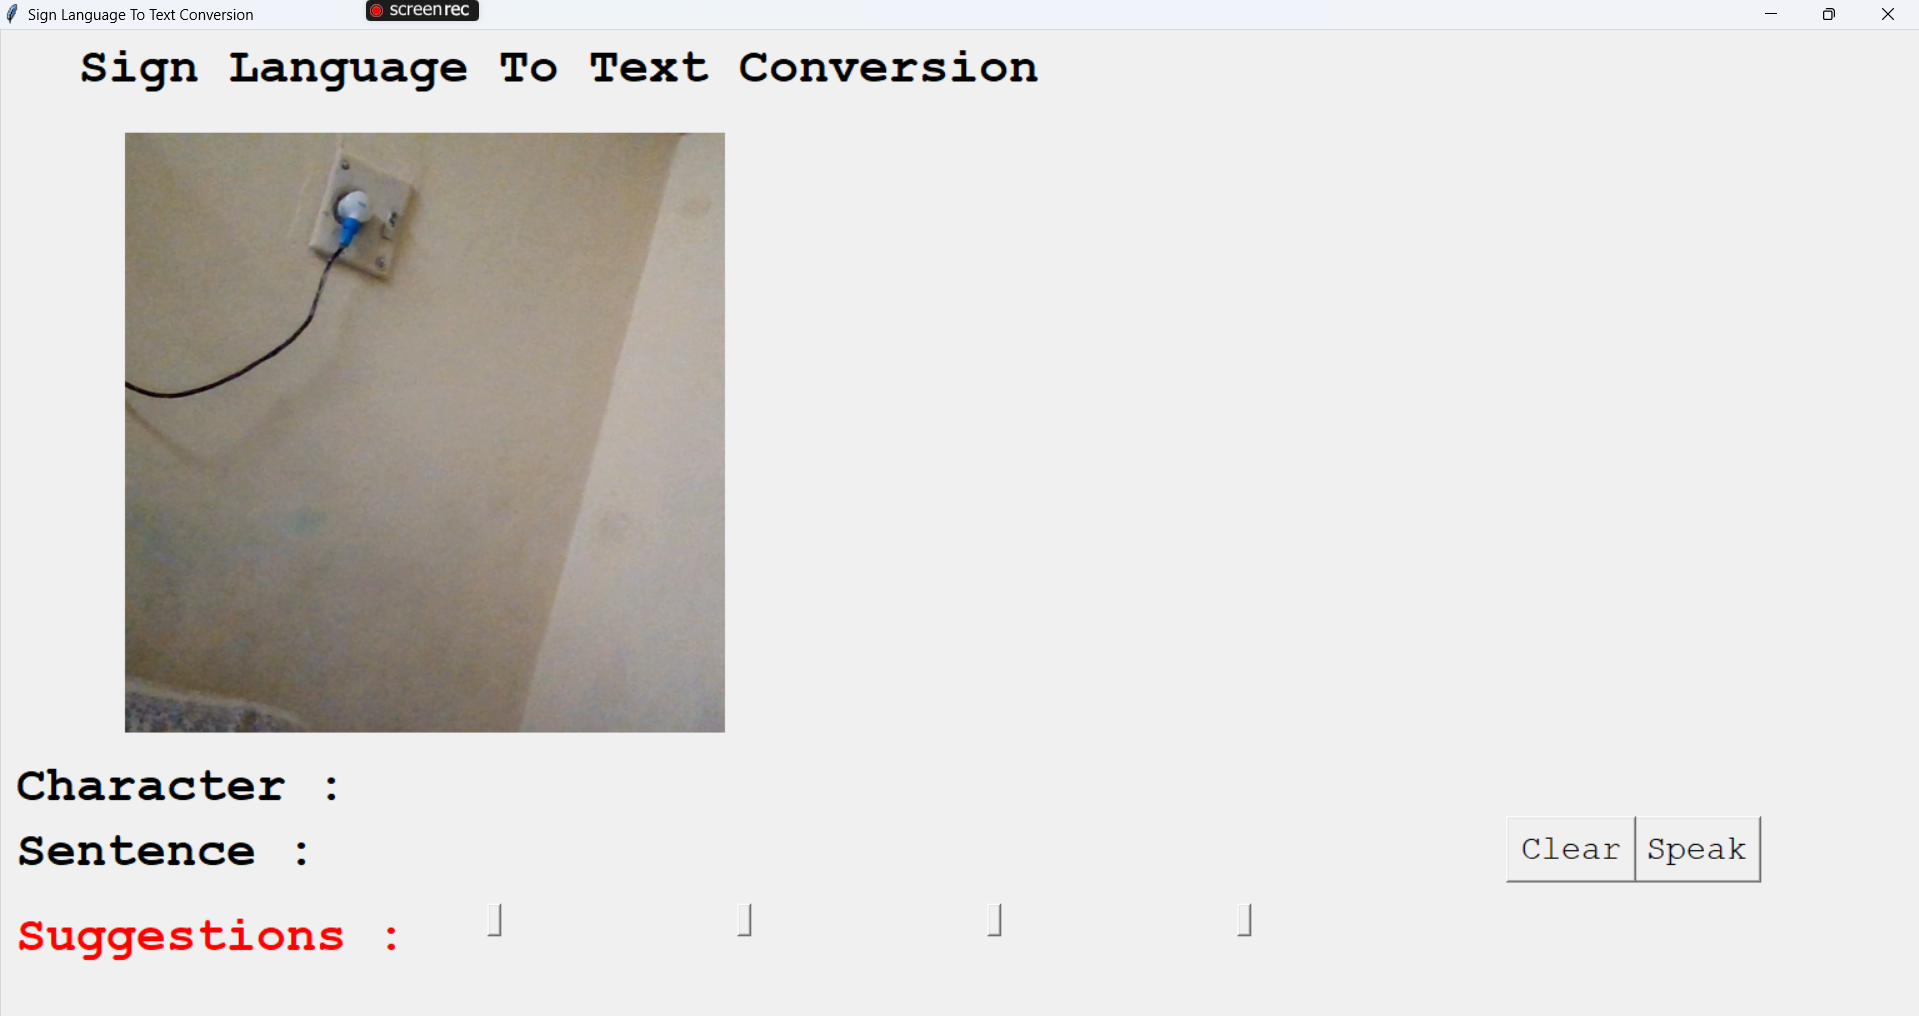 Sign Language To Text Conversion
screenrec
Sign Language To Text Conversion
Character :
Sentence :
Clear Speak
Suggestions :